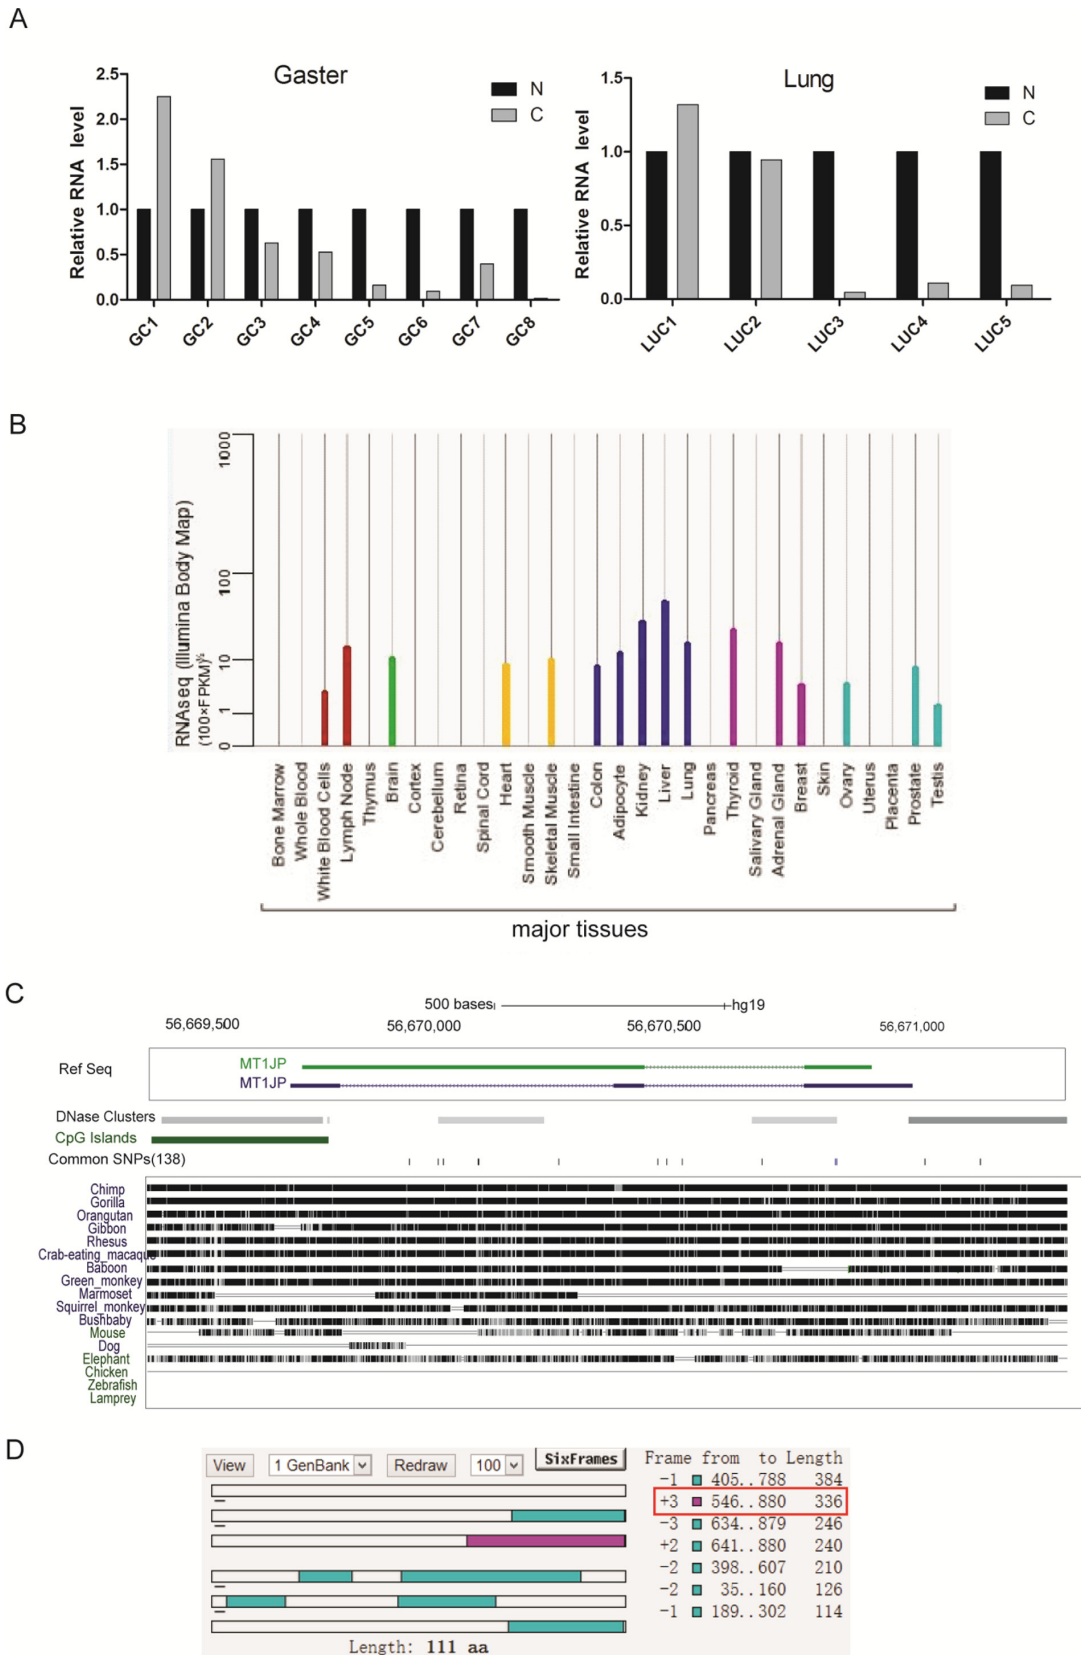 A
Gaster
N
C
Relative RNA level
2.5
2.0
1.5
1.0
0.5
0.0
GC1
GC2
GC3
GC4
GC5
GC6
GC7
GC8
Lung
N
C
Relative RNA level
1.5
1.0
0.5
0.0
LUC1
LUC2
LUC3
LUC4
LUC5
B
RNAseq (Illumina Body Map)
(100×FPKM)½
1000
100
10
1
0
Bone Marrow
Whole Blood
White Blood Cells
Lymph Node
Thymus
Brain
Cortex
Cerebellum
Retina
Spinal Cord
Heart
Smooth Muscle
Skeletal Muscle
Small Intestine
Colon
Adipocyte
Kidney
Liver
Lung
Pancreas
Thyroid
Salivary Gland
Adrenal Gland
Breast
Skin
Ovary
Uterus
Placenta
Prostate
Testis
major tissues
C
500 bases hg19
56,669,500 56,670,000 56,670,500 56,671,000
Ref Seq
MT1JP
MT1JP
DNase Clusters
CpG Islands
Common SNPs(138)
Chimp
Gorilla
Orangutan
Gibbon
Rhesus
Crab-eating_macaque
Baboon
Green_monkey
Marmoset
Squirrel_monkey
Bushbaby
Mouse
Dog
Elephant
Chicken
Zebrafish
Lamprey
D
View 1 GenBank Redraw 100 SixFrames
Frame from to Length
-1 405..788 384
+3 546..880 336
-3 634..879 246
+2 641..880 240
-2 398..607 210
-2 35..160 126
-1 189..302 114
Length: 111 aa